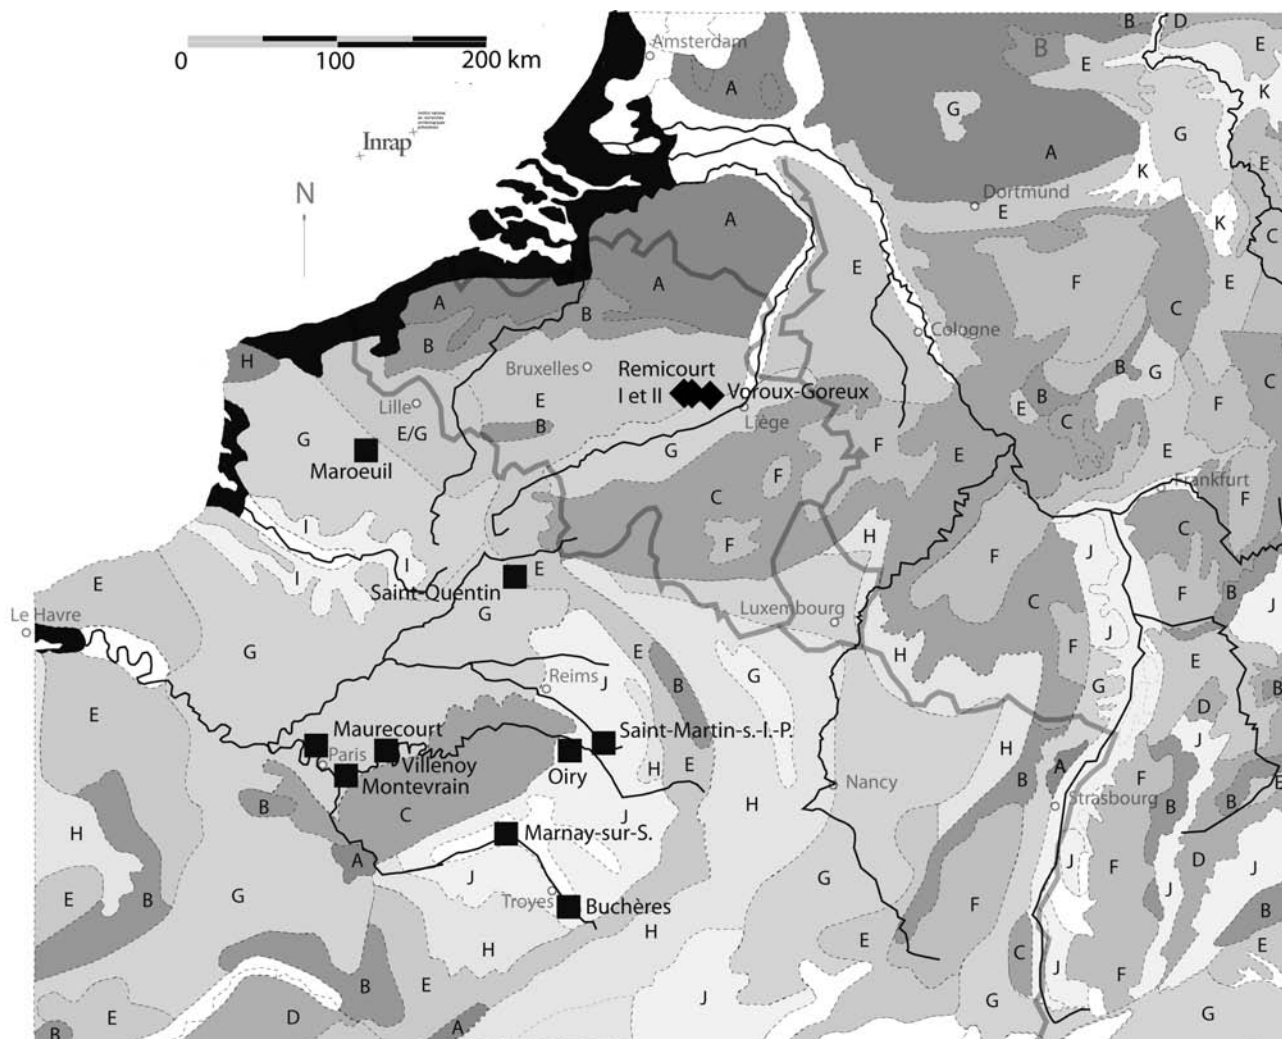 0 100 200 km
Inrap
N
Amsterdam
Dortmund
Cologne
Bruxelles
Remicourt
I et II
Voroux-Goreux
Liège
Lille
Maroeuil
Frankfurt
Saint-Quentin
Le Havre
Luxembourg
Reims
Maurecourt
Paris
Villenoy
Montevrain
Saint-Martin-s.-l.-P.
Oiry
Nancy
Strasbourg
Marnay-sur-S.
Troyes
Buchères
B D
B E
E
A K
G G
A
K E
E K
A C
E
A F
A E
B C
B
H
B G C
E B
B E C F
E/G
G G F
E E
C F
F C F
I H
I I F J
E E C F B
G J
H F J
G E G E
J B H G D B
E H J
H A F
H E B B B
B C H J
H A J D J
J G F
E B G H F B
H E C E
B E J J F
E D A G G
B